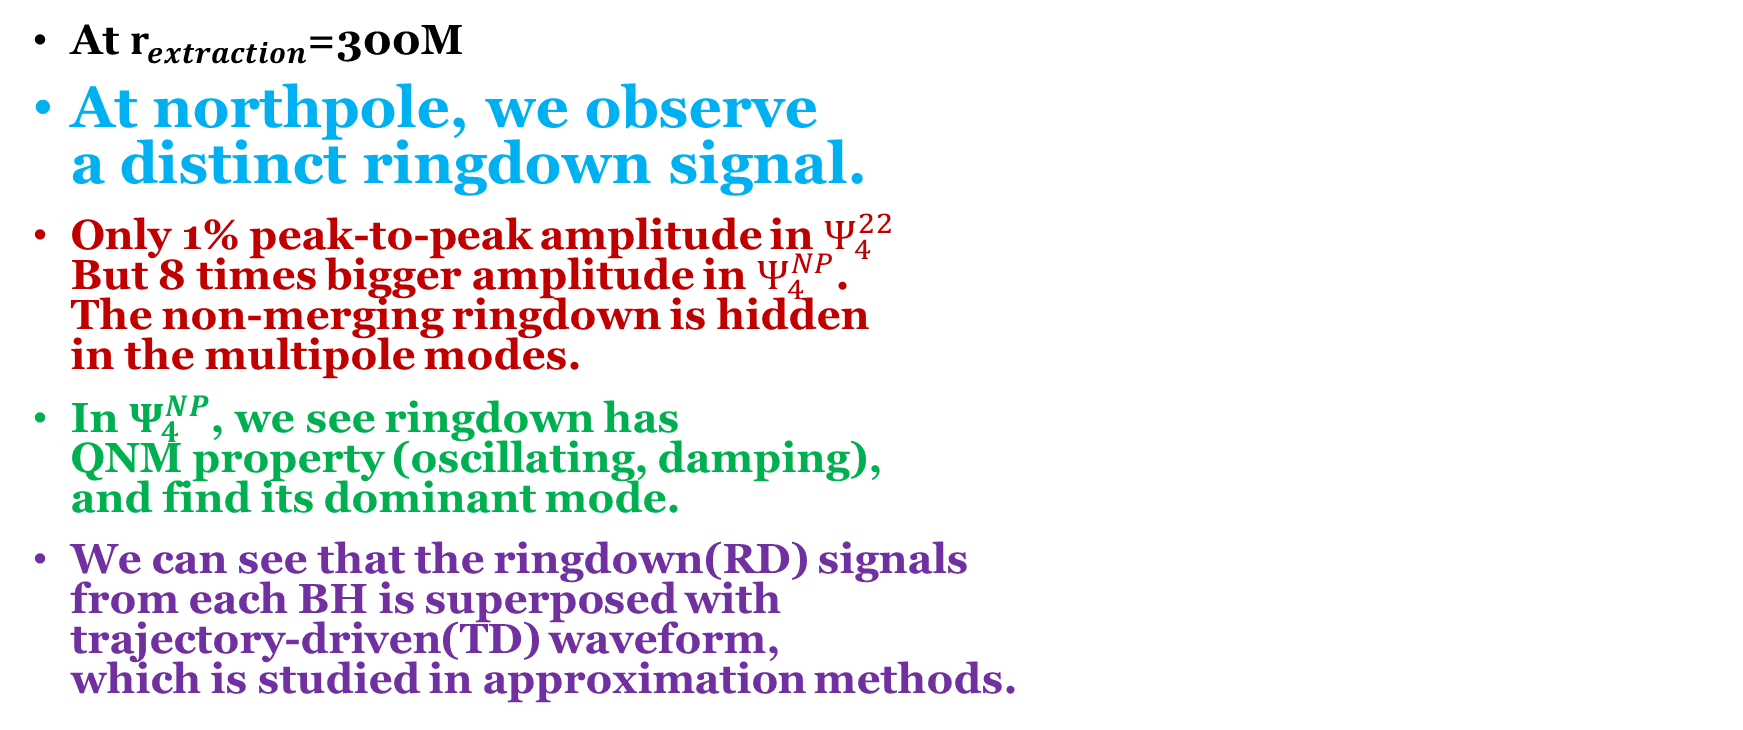 • At r_{extraction}=300M
• At northpole, we observe
a distinct ringdown signal.
• Only 1% peak-to-peak amplitude in Ψ_4^{22}
But 8 times bigger amplitude in Ψ_4^{NP}.
The non-merging ringdown is hidden
in the multipole modes.
• In Ψ_4^{NP}, we see ringdown has
QNM property (oscillating, damping),
and find its dominant mode.
• We can see that the ringdown(RD) signals
from each BH is superposed with
trajectory-driven(TD) waveform,
which is studied in approximation methods.